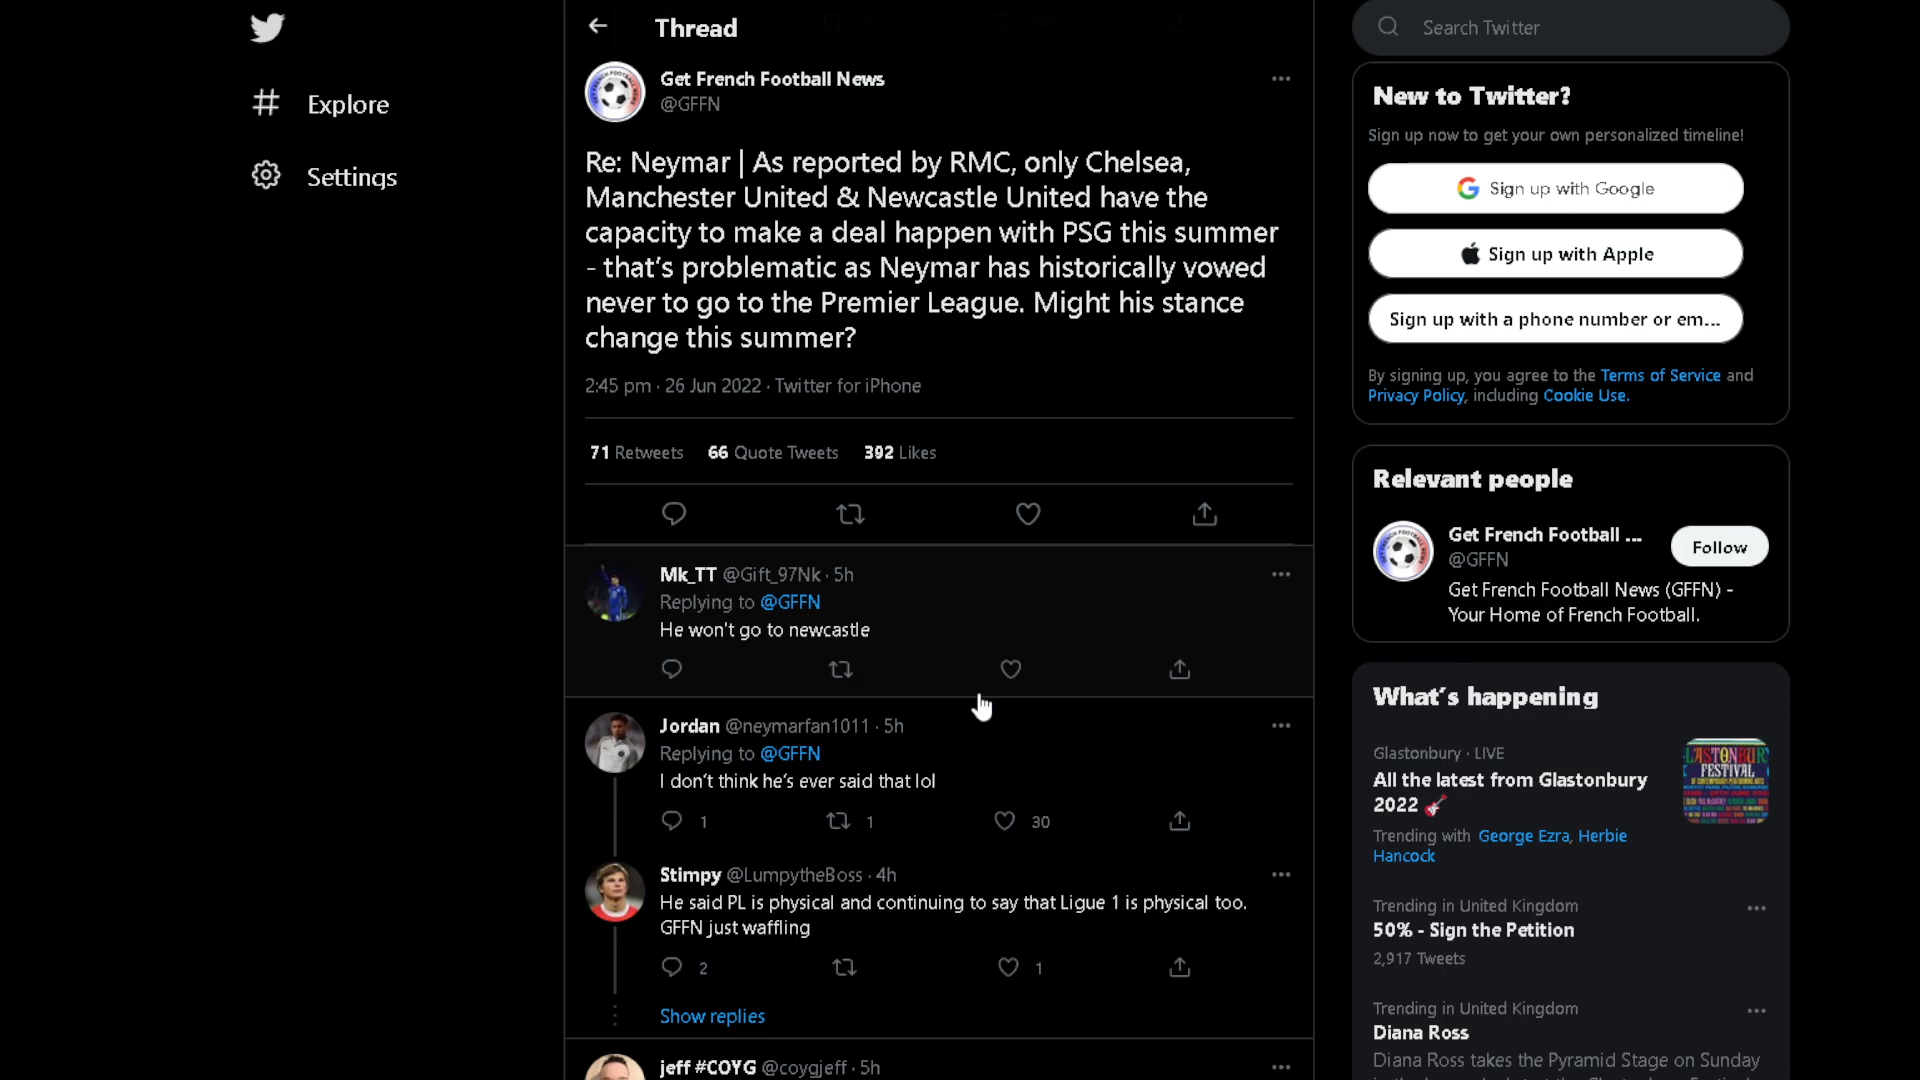 Thread
Explore
Settings
Get French Football News
@GFFN
Re: Neymar | As reported by RMC, only Chelsea,
Manchester United & Newcastle United have the
capacity to make a deal happen with PSG this summer
- that's problematic as Neymar has historically vowed
never to go to the Premier League. Might his stance
change this summer?
2:45 pm · 26 Jun 2022 · Twitter for iPhone
71 Retweets 66 Quote Tweets 392 Likes
Mk_TT @Gift_97Nk · 5h
Replying to @GFFN
He won't go to newcastle
Jordan @neymarfan1011 · 5h
Replying to @GFFN
I don't think he's ever said that lol
1 1 30
Stimpy @LumpytheBoss · 4h
He said PL is physical and continuing to say that Ligue 1 is physical too.
GFFN just waffling
2 1
Show replies
jeff #COYG @coygjeff · 5h
Search Twitter
New to Twitter?
Sign up now to get your own personalized timeline!
Sign up with Google
Sign up with Apple
Sign up with a phone number or em...
By signing up, you agree to the Terms of Service and
Privacy Policy, including Cookie Use.
Relevant people
Get French Football ...
@GFFN
Follow
Get French Football News (GFFN) -
Your Home of French Football.
What's happening
Glastonbury · LIVE
All the latest from Glastonbury
2022
Trending with George Ezra, Herbie
Hancock
FESTIVAL
Trending in United Kingdom
50% - Sign the Petition
2,917 Tweets
Trending in United Kingdom
Diana Ross
Diana Ross takes the Pyramid Stage on Sunday